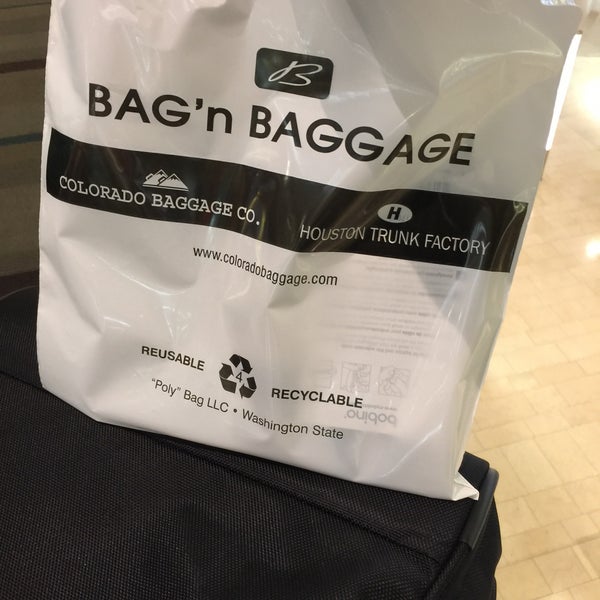 B
BAG'n BAGGAGE
COLORADO BAGGAGE CO.
H
HOUSTON TRUNK FACTORY
www.coloradobaggage.com
REUSABLE
4
RECYCLABLE
"Poly" Bag LLC • Washington State
bobino